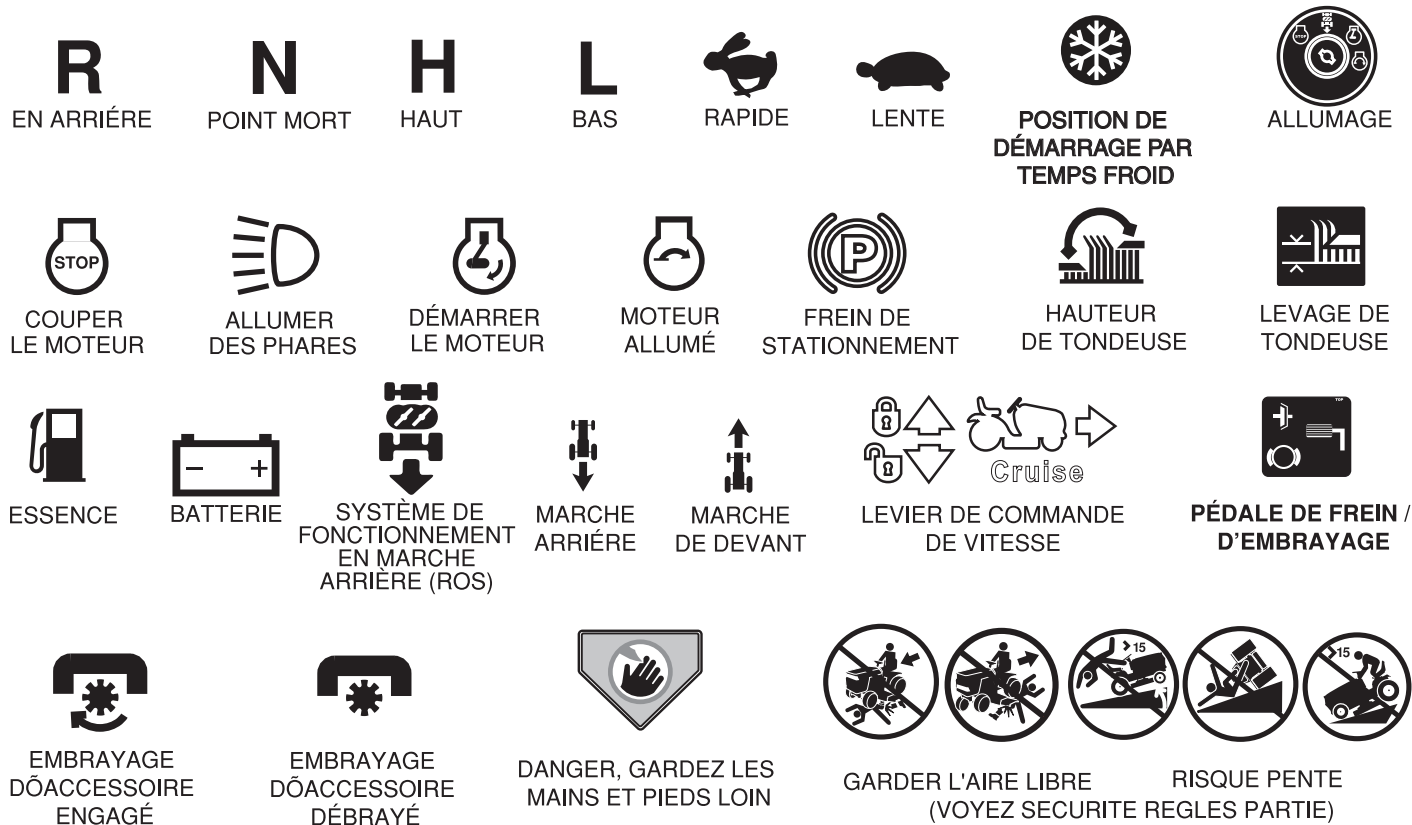 R
EN ARRIÉRE
N
POINT MORT
H
HAUT
L
BAS
RAPIDE
LENTE
POSITION DE
DÉMARRAGE PAR
TEMPS FROID
STOP
ALLUMAGE
STOP
COUPER
LE MOTEUR
ALLUMER
DES PHARES
DÉMARRER
LE MOTEUR
MOTEUR
ALLUMÉ
P
FREIN DE
STATIONNEMENT
HAUTEUR
DE TONDEUSE
LEVAGE DE
TONDEUSE
ESSENCE
- +
BATTERIE
SYSTÈME DE
FONCTIONNEMENT
EN MARCHE
ARRIÈRE (ROS)
MARCHE
ARRIÉRE
MARCHE
DE DEVANT
Cruise
LEVIER DE COMMANDE
DE VITESSE
TOP
PÉDALE DE FREIN /
D’EMBRAYAGE
EMBRAYAGE
DÕACCESSOIRE
ENGAGÉ
EMBRAYAGE
DÕACCESSOIRE
DÉBRAYÉ
DANGER, GARDEZ LES
MAINS ET PIEDS LOIN
>15
>15
GARDER L'AIRE LIBRE
RISQUE PENTE
(VOYEZ SECURITE REGLES PARTIE)